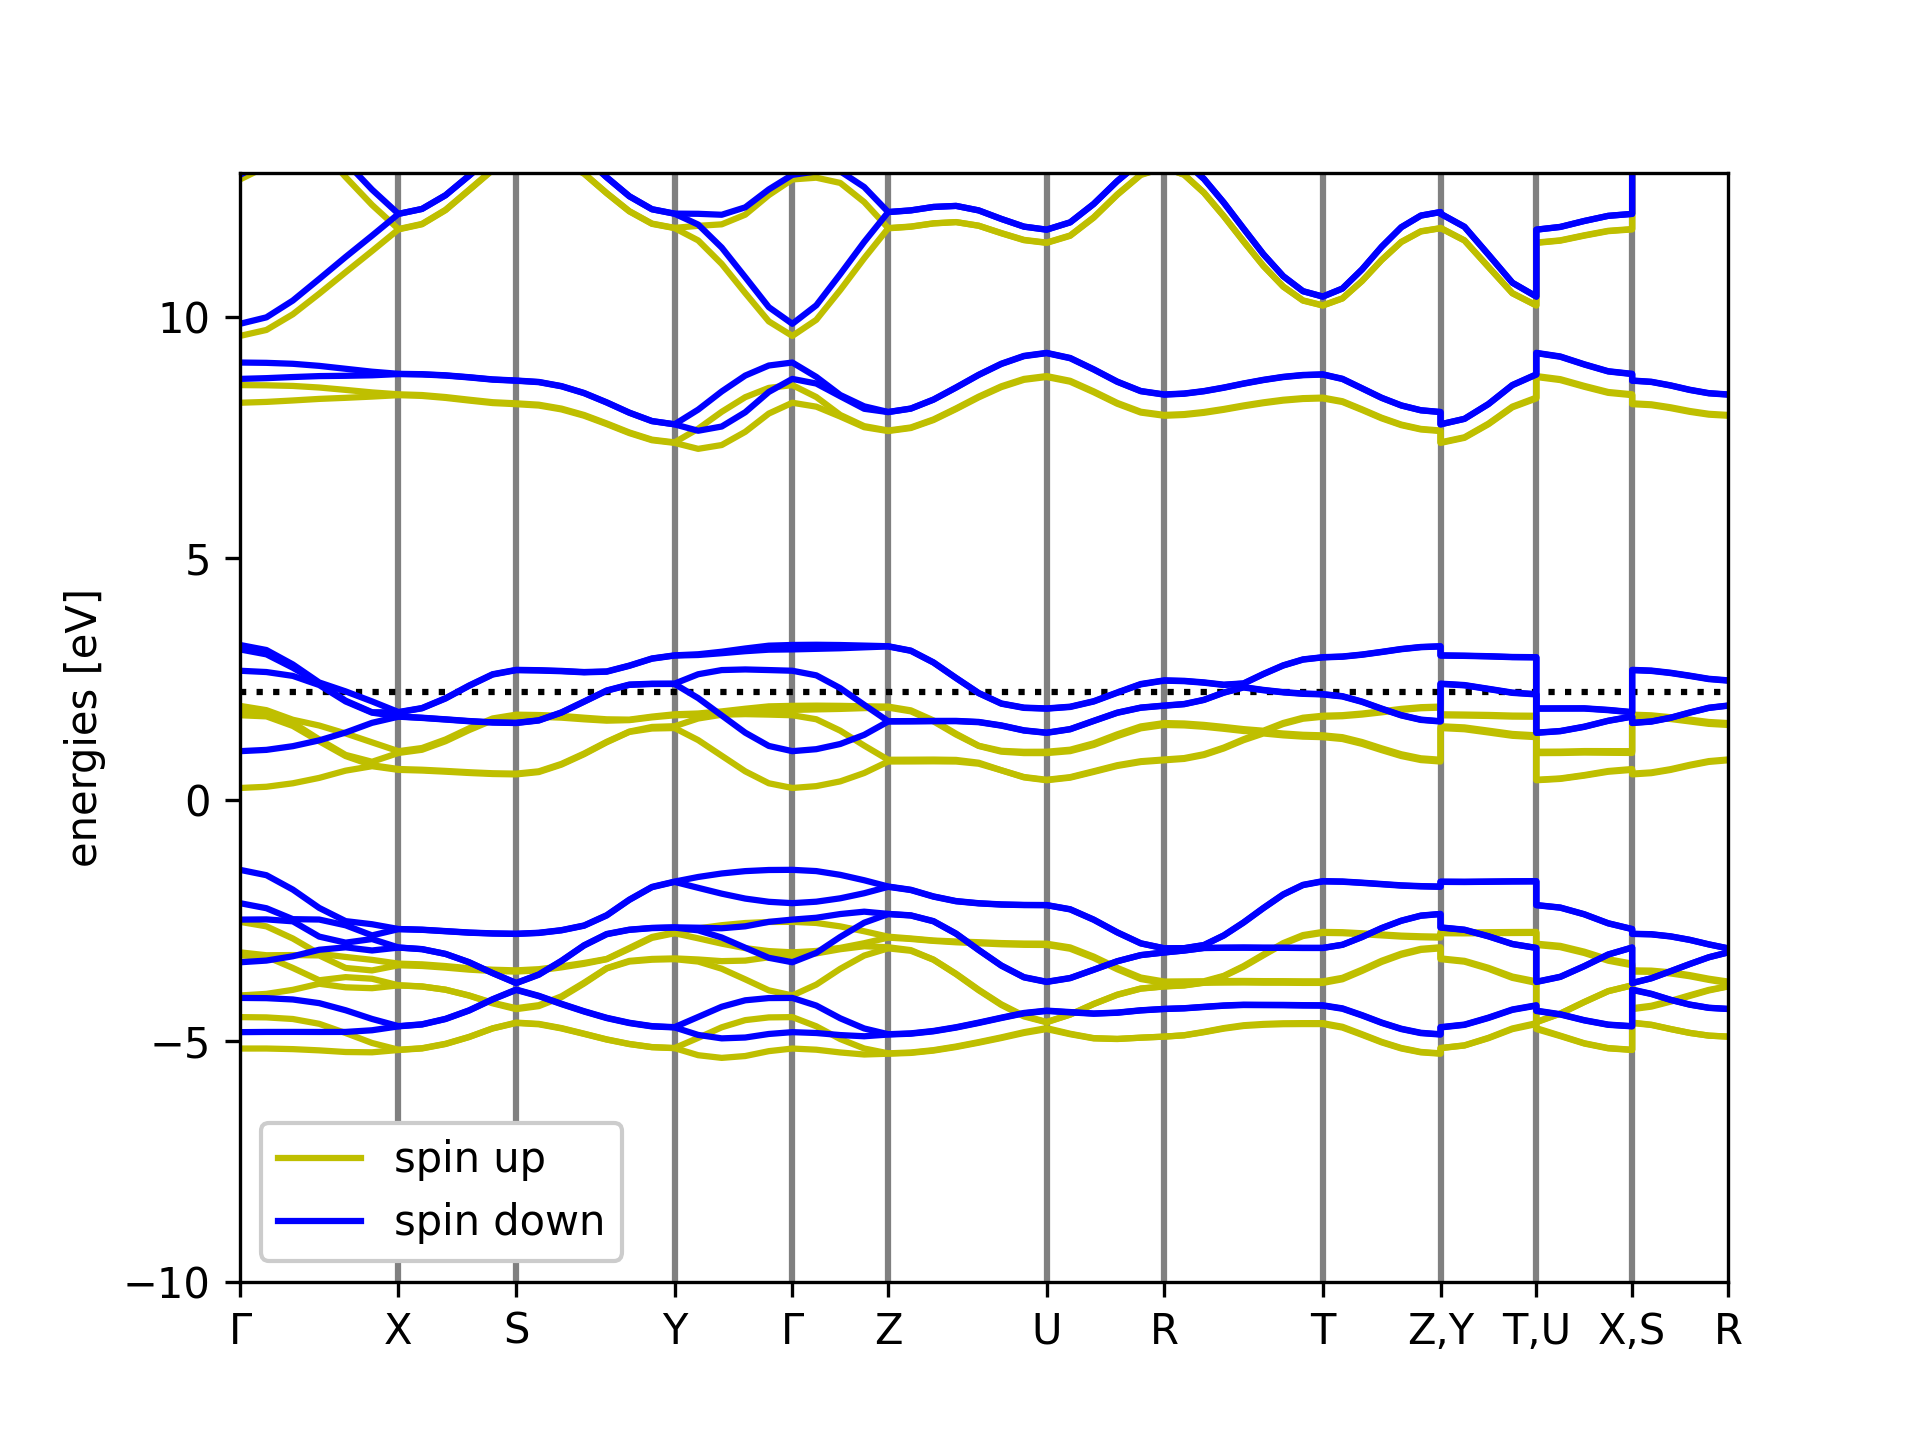 energies [eV]
10
5
0
−5
−10
spin up
spin down
Γ X S Y Γ Z U R T Z,Y T,U X,S R